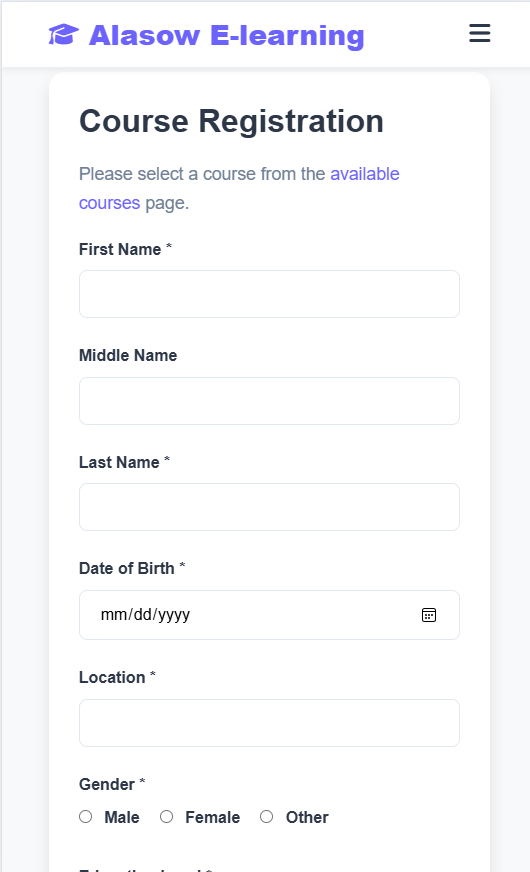 Alasow E-learning
Course Registration
Please select a course from the available
courses page.
First Name *
Middle Name
Last Name *
Date of Birth *
mm/dd/yyyy
Location *
Gender *
Male Female Other